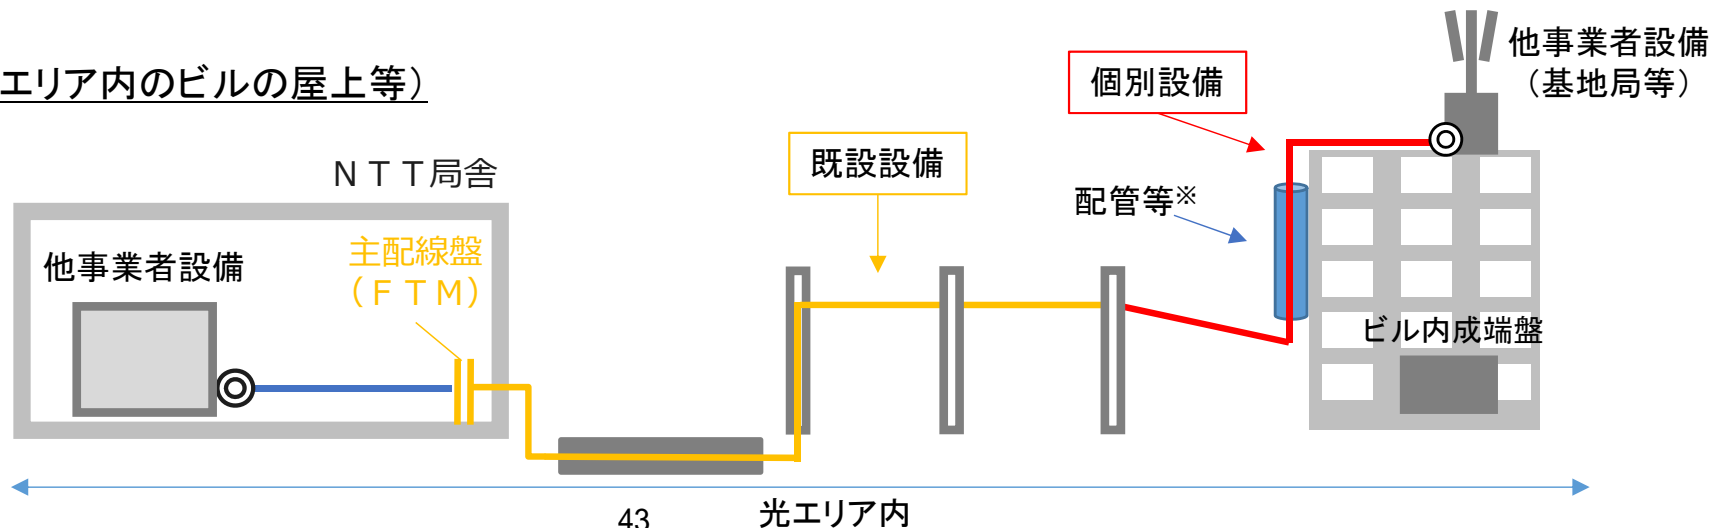 エリア内のビルの屋上等）
他事業者設備
（基地局等）
個別設備
既設設備
ＮＴＴ局舎
配管等※
他事業者設備
主配線盤
（ＦＴＭ）
ビル内成端盤
光エリア内
43